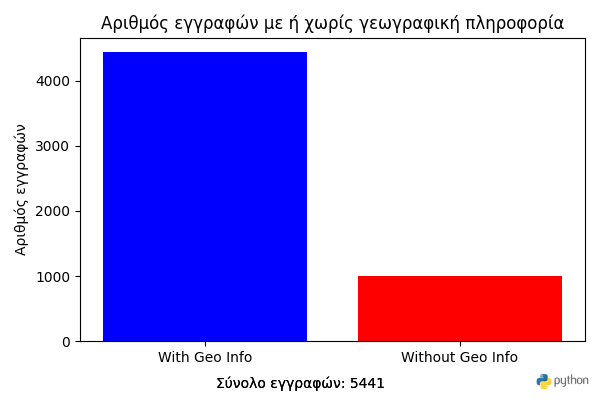 Αριθμός εγγραφών με ή χωρίς γεωγραφική πληροφορία
Αριθμός εγγραφών
4000
3000
2000
1000
0
With Geo Info
Without Geo Info
Σύνολο εγγραφών: 5441
python